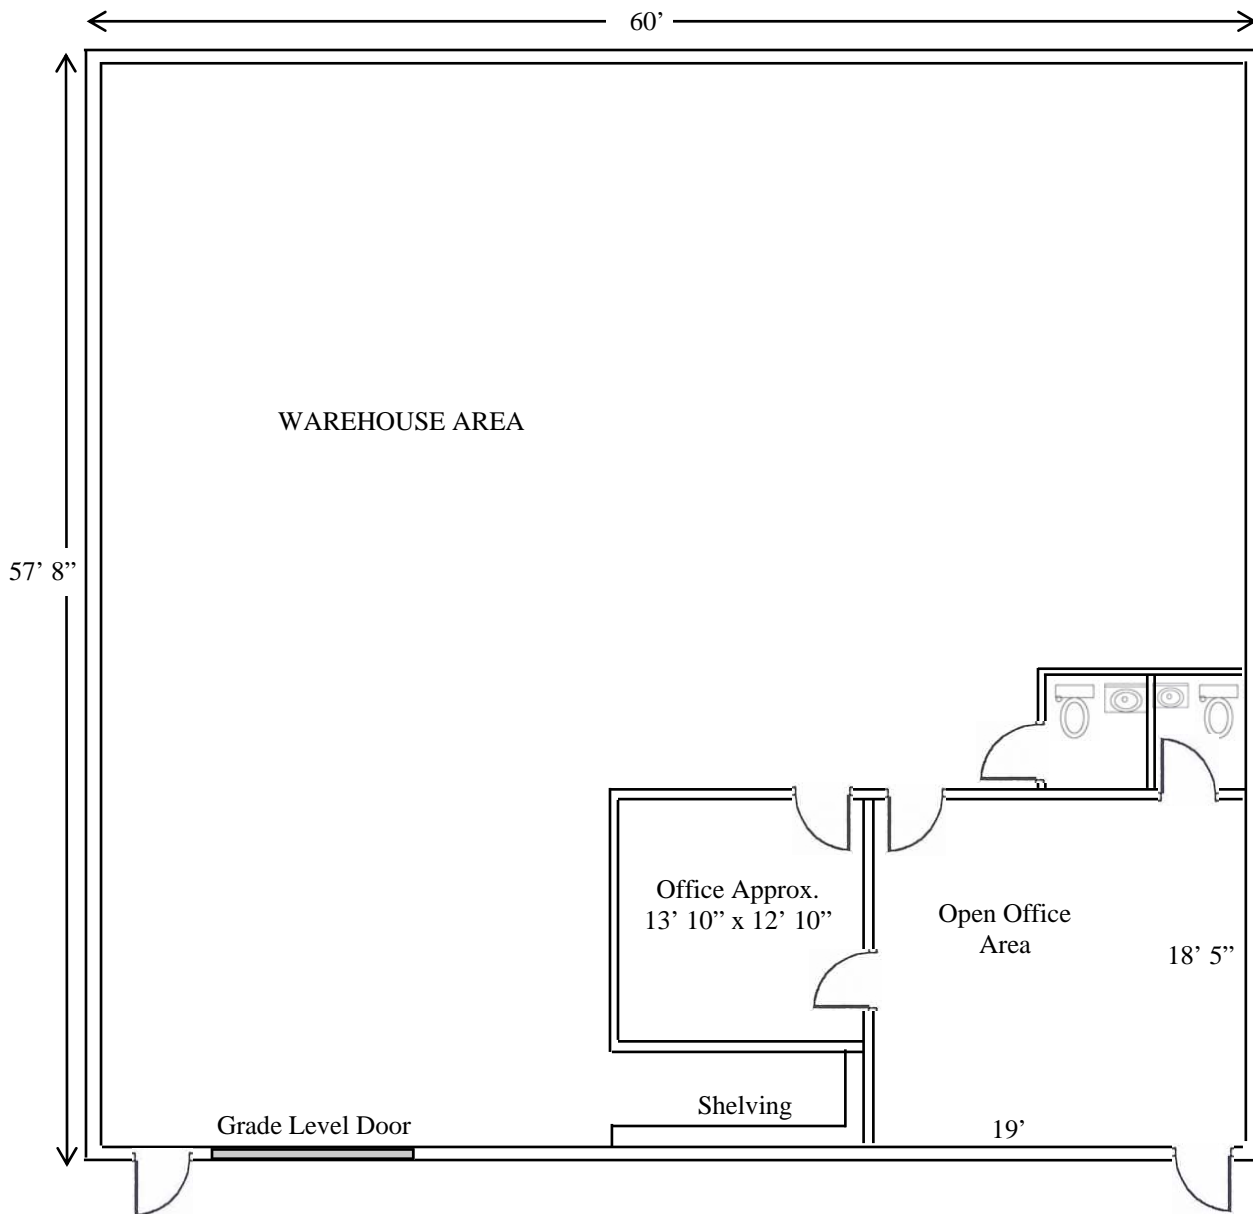 60’
WAREHOUSE AREA
57’ 8”
Office Approx.
13’ 10” x 12’ 10”
Open Office
Area
18’ 5”
Shelving
Grade Level Door
19’